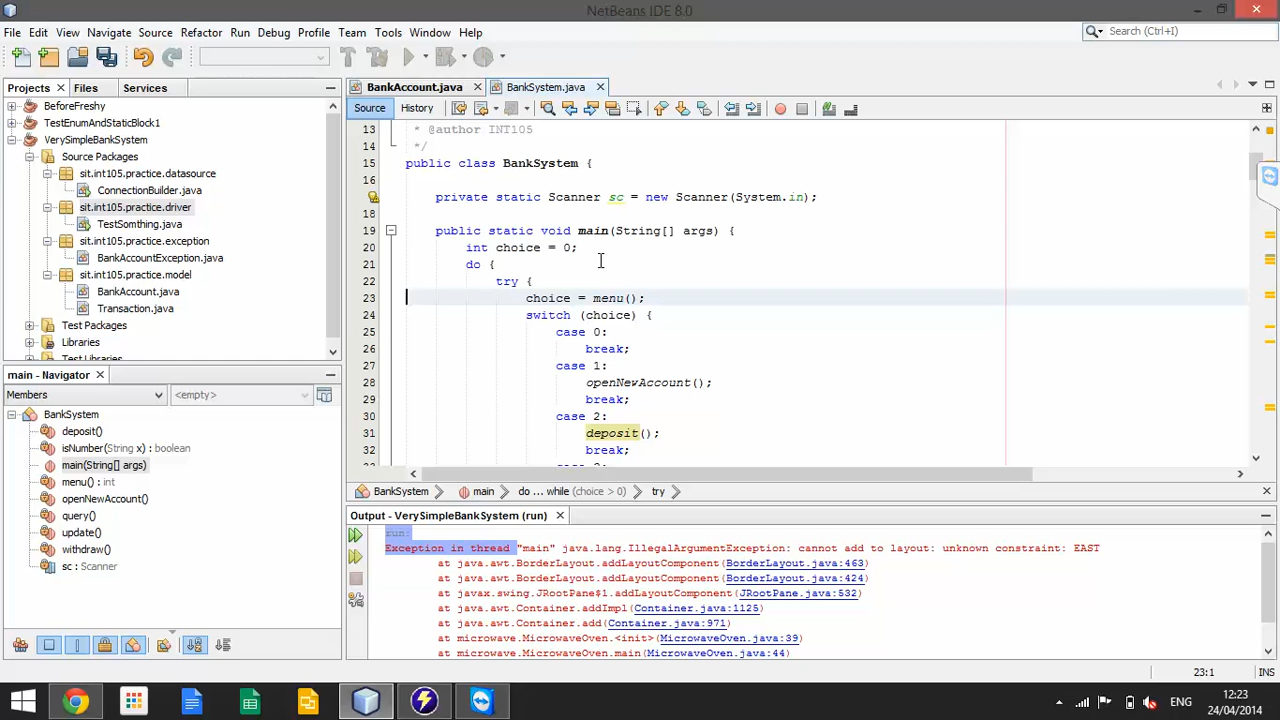 NetBeans IDE 8.0
File Edit View Navigate Source Refactor Run Debug Profile Team Tools Window Help
Search (Ctrl+I)
Projects Files Services
BeforeFreshy
TestEnumAndStaticBlock1
VerySimpleBankSystem
Source Packages
sit.int105.practice.datasource
ConnectionBuilder.java
sit.int105.practice.driver
TestSomthing.java
sit.int105.practice.exception
BankAccountException.java
sit.int105.practice.model
BankAccount.java
Transaction.java
Test Packages
Libraries
Test Libraries
main - Navigator
Members <empty>
BankSystem
deposit()
isNumber(String x) : boolean
main(String[] args)
menu() : int
openNewAccount()
query()
update()
withdraw()
sc : Scanner
BankAccount.java BankSystem.java
Source History
13 * @author INT105
14 */
15 public class BankSystem {
16
17 private static Scanner sc = new Scanner(System.in);
18
19 public static void main(String[] args) {
20 int choice = 0;
21 do {
22 try {
23 choice = menu();
24 switch (choice) {
25 case 0:
26 break;
27 case 1:
28 openNewAccount();
29 break;
30 case 2:
31 deposit();
32 break;
BankSystem main do ... while (choice > 0) try
Output - VerySimpleBankSystem (run)
run:
Exception in thread "main" java.lang.IllegalArgumentException: cannot add to layout: unknown constraint: EAST
at java.awt.BorderLayout.addLayoutComponent(BorderLayout.java:463)
at java.awt.BorderLayout.addLayoutComponent(BorderLayout.java:424)
at javax.swing.JRootPane$1.addLayoutComponent(JRootPane.java:532)
at java.awt.Container.addImpl(Container.java:1125)
at java.awt.Container.add(Container.java:971)
at microwave.MicrowaveOven.<init>(MicrowaveOven.java:39)
at microwave.MicrowaveOven.main(MicrowaveOven.java:44)
23:1 INS
ENG
12:23
24/04/2014